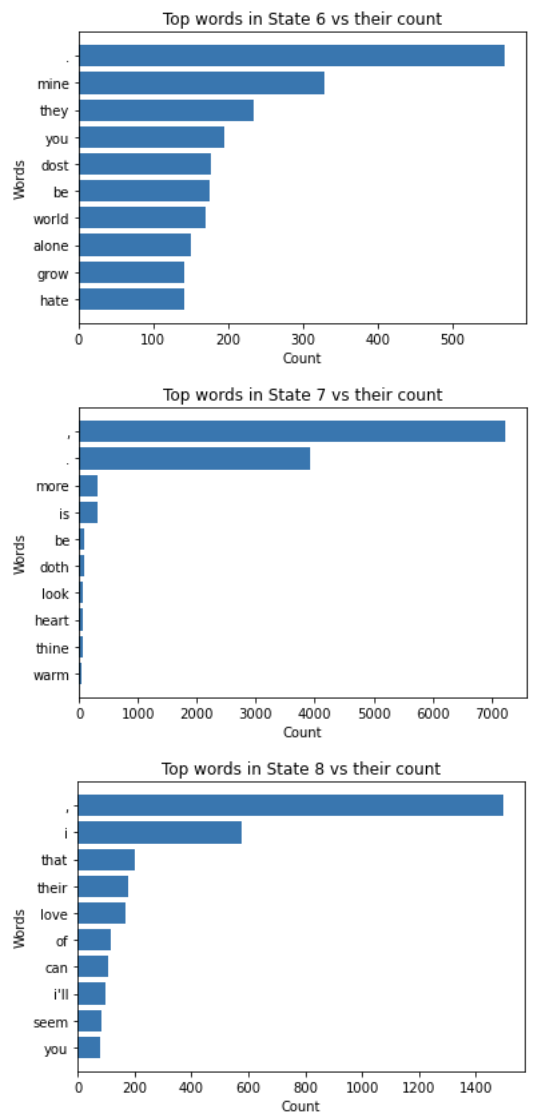 Top words in State 6 vs their count
.
mine
they
you
dost
be
world
alone
grow
hate
Words
0 100 200 300 400 500
Count
Top words in State 7 vs their count
,
.
more
is
be
doth
look
heart
thine
warm
Words
0 1000 2000 3000 4000 5000 6000 7000
Count
Top words in State 8 vs their count
,
i
that
their
love
of
can
i'll
seem
you
Words
0 200 400 600 800 1000 1200 1400
Count